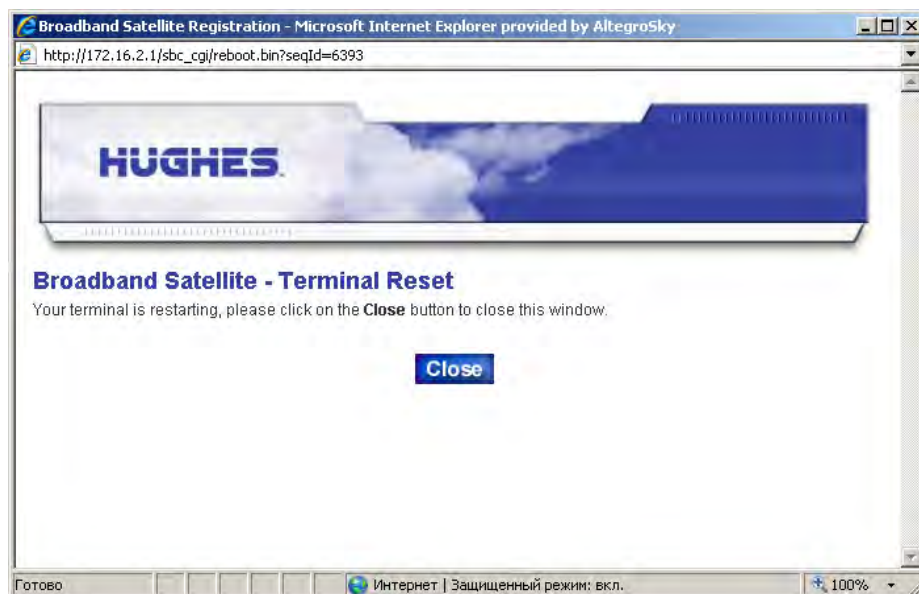 Broadband Satellite Registration - Microsoft Internet Explorer provided by AltegroSky
http://172.16.2.1/sbc_cgi/reboot.bin?seqId=6393
HUGHES.
Broadband Satellite - Terminal Reset
Your terminal is restarting, please click on the Close button to close this window.
Close
Готово
Интернет | Защищенный режим: вкл.
100%